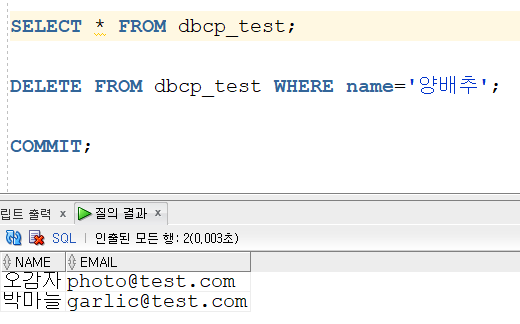 SELECT * FROM dbcp_test;
DELETE FROM dbcp_test WHERE name='양배추';
COMMIT;
립트 출력 x 질의 결과 x
SQL | 인출된 모든 행: 2(0,003초)
NAME EMAIL
오감자 photo@test.com
박마늘 garlic@test.com